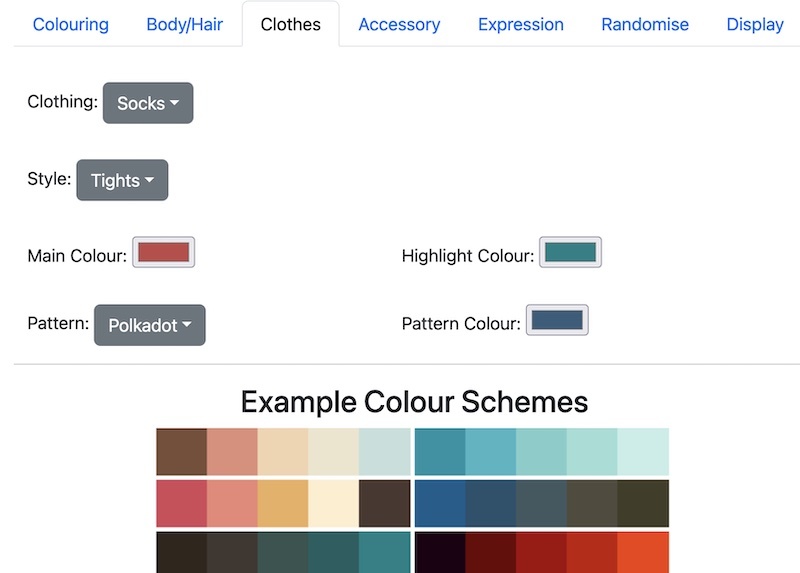 Colouring Body/Hair Clothes Accessory Expression Randomise Display
Clothing: Socks
Style: Tights
Main Colour: Highlight Colour:
Pattern: Polkadot Pattern Colour:
Example Colour Schemes